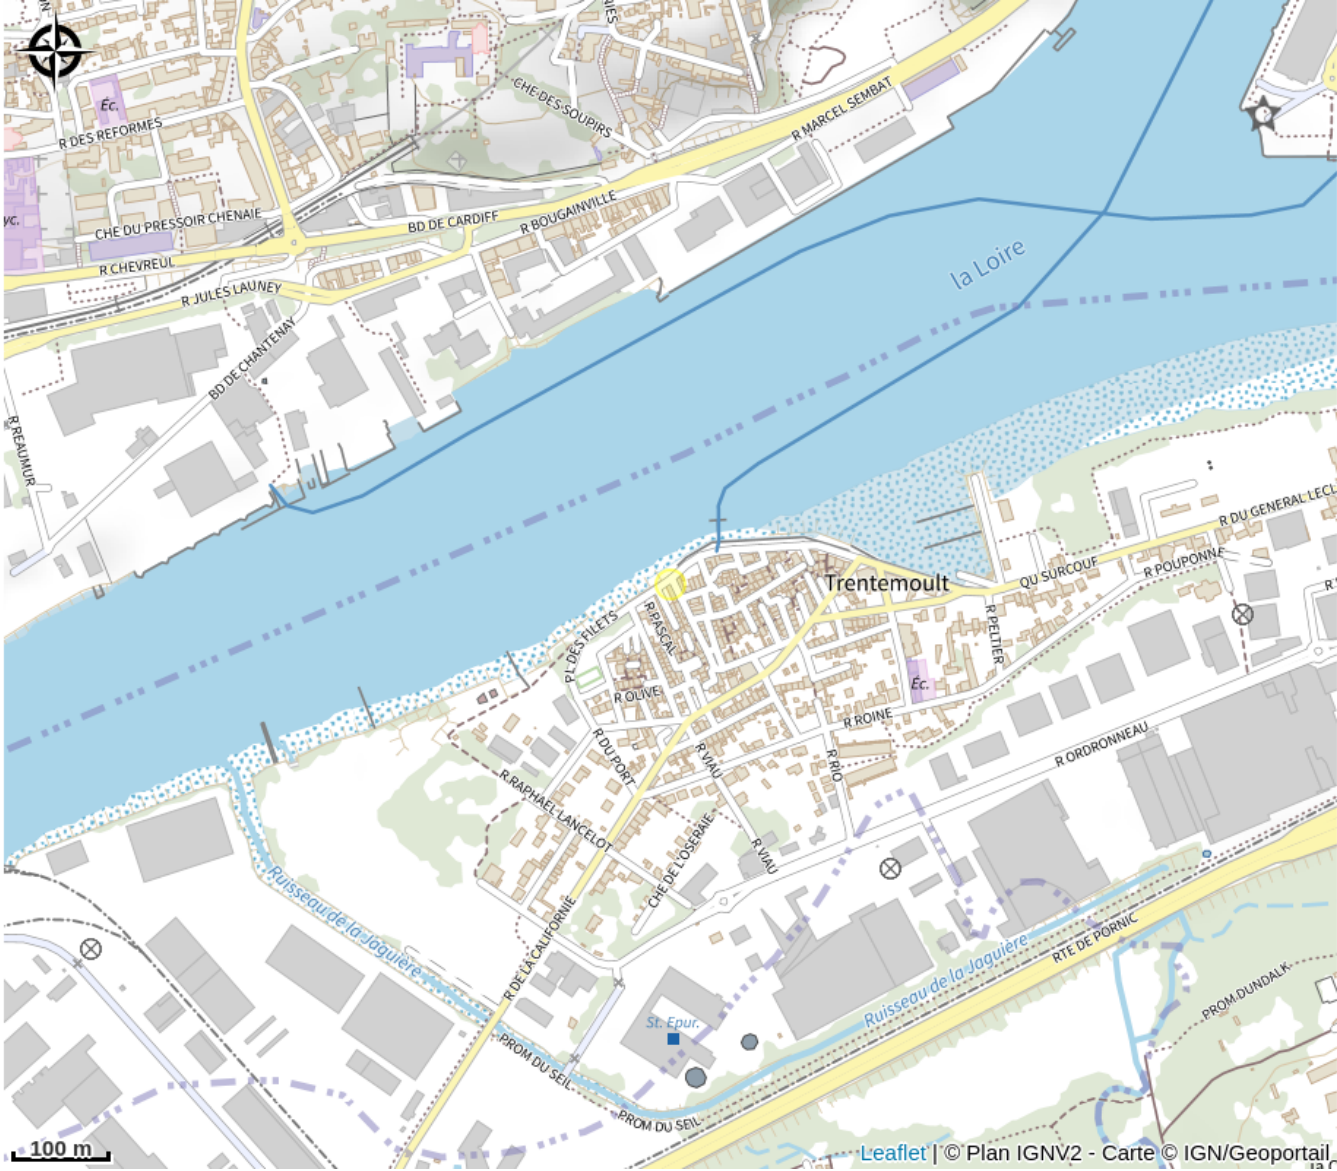 R DES REFORMES
Éc.
CHE DES SOUPIRS
R MARCEL SEMBAT
yc.
CHE DU PRESSOIR CHENAIE
BD DE CARDIFF
R BOUGAINVILLE
R CHEVREUL
R JULES LAUNEY
la Loire
BD DE CHANTENAY
R REAUMUR
R DU GENERAL LECL
Trentemoult
QU SURCOUF
R POUPONNE
PL DES FILETS
R PASCAL
R PELTIER
R OLIVE
Éc.
R ROINE
R DU PORT
R VIAU
R RIO
R ORDRONNEAU
R RAPHAEL LANCELOT
R VIAU
CHE DE L'OSERAIE
Ruisseau de la Jaguère
R DE LA CALIFORNIE
Ruisseau de la Jaguère
RTE DE PORNIC
PROM DUNDALK
St. Epur.
PROM DU SEIL
PROM DU SEIL
100 m
Leaflet | © Plan IGNV2 - Carte © IGN/Geoportail